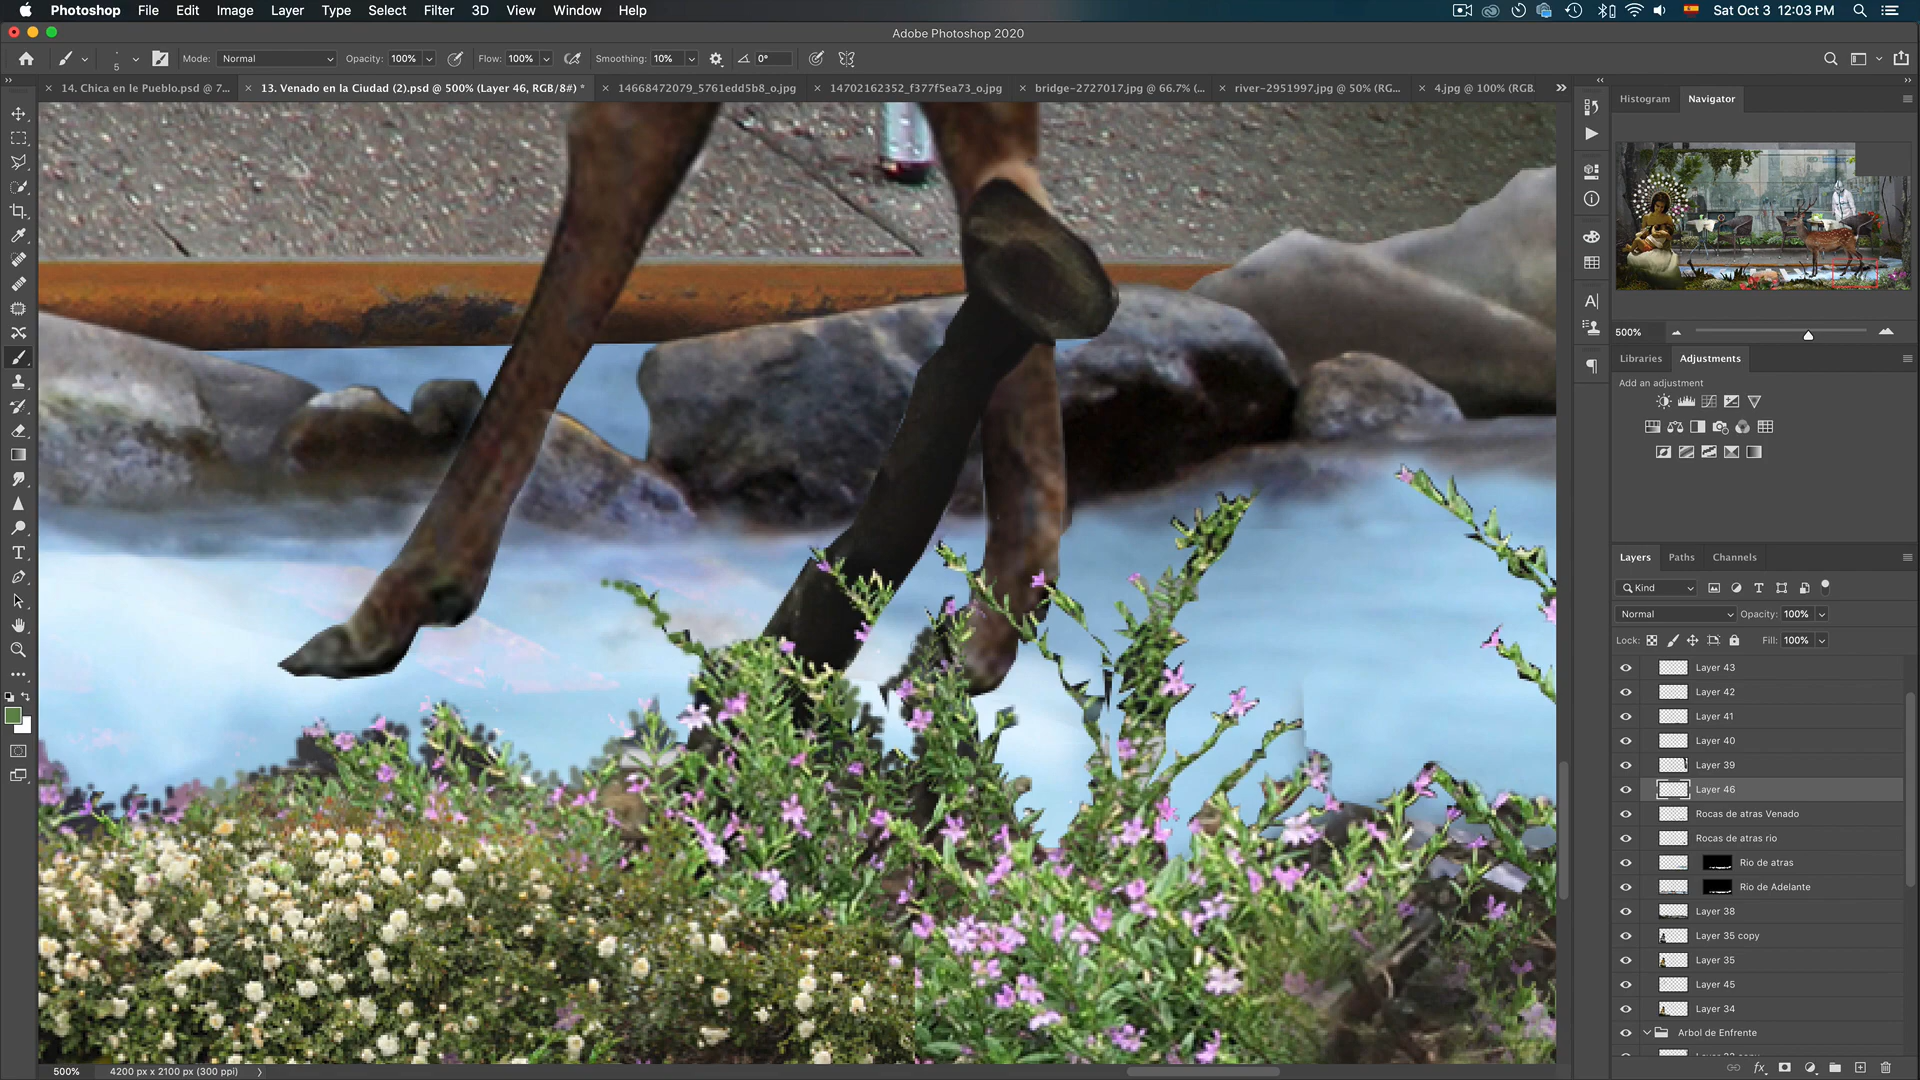 Photoshop File Edit Image Layer Type Select Filter 3D View Window Help Sat Oct 3 12:03 PM
Adobe Photoshop 2020
5 Mode: Normal Opacity: 100% Flow: 100% Smoothing: 10% 0°
14. Chica en le Pueblo.psd @ 7... 13. Venado en la Ciudad (2).psd @ 500% (Layer 46, RGB/8#) * 14668472079_5761edd5b8_o.jpg 14702162352_f377f5ea73_o.jpg bridge-2727017.jpg @ 66.7% (... river-2951997.jpg @ 50% (RG... 4.jpg @ 100% (RGB.
Histogram Navigator
500%
Libraries Adjustments
Add an adjustment
Layers Paths Channels
Kind
Normal Opacity: 100%
Lock: Fill: 100%
Layer 43
Layer 42
Layer 41
Layer 40
Layer 39
Layer 46
Rocas de atras Venado
Rocas de atras rio
Rio de atras
Rio de Adelante
Layer 38
Layer 35 copy
Layer 35
Layer 45
Layer 34
Arbol de Enfrente
500% 4200 px x 2100 px (300 ppi)